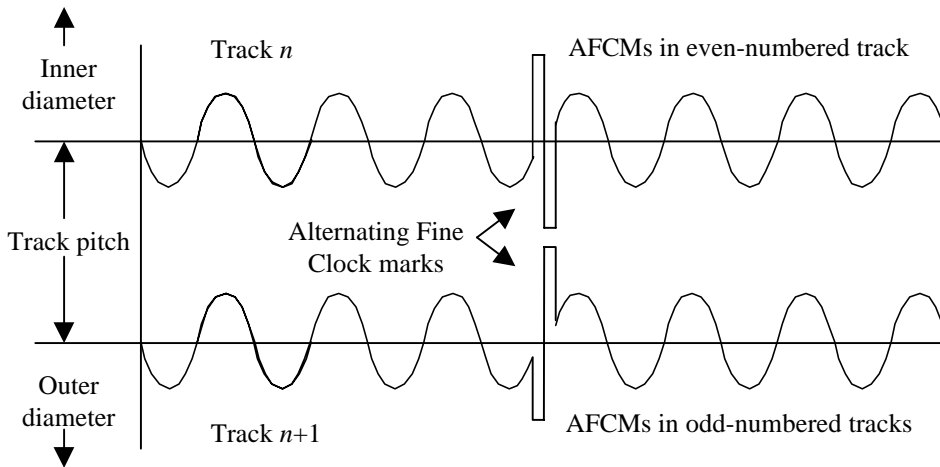 Track n
AFCMs in even-numbered track
Inner
diameter
Track pitch
Alternating Fine
Clock marks
Outer
diameter
Track n+1
AFCMs in odd-numbered tracks